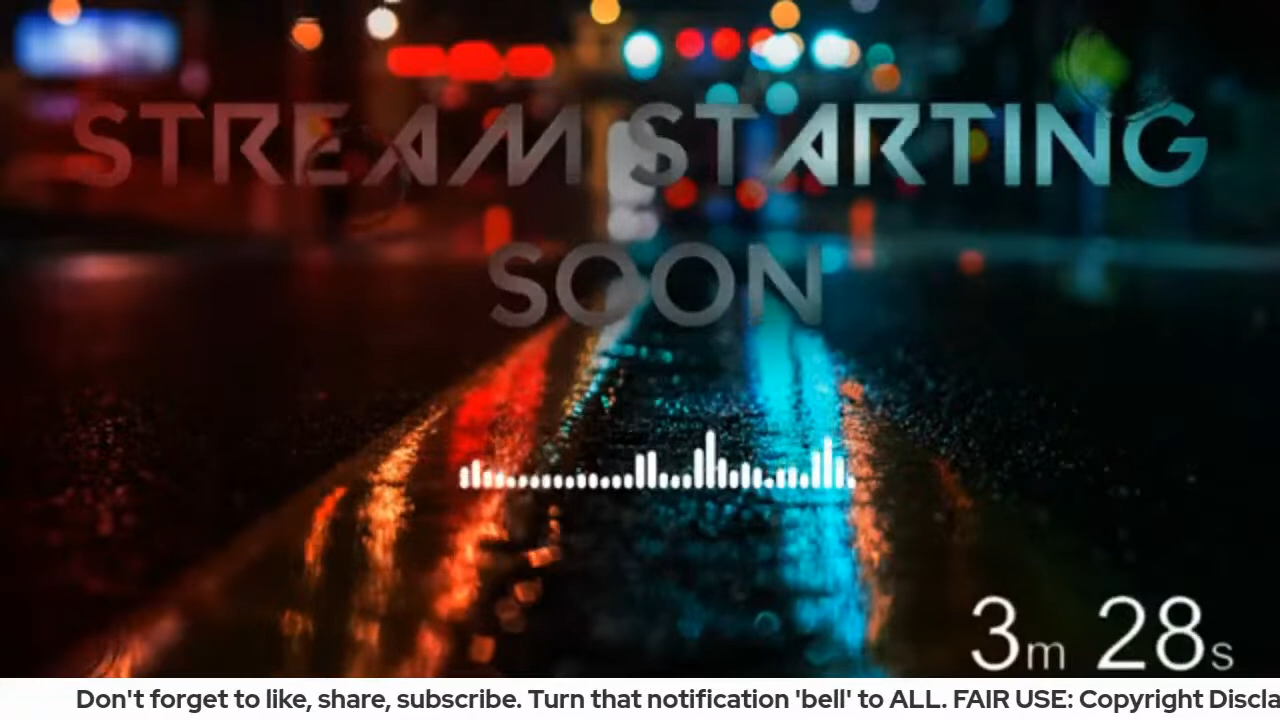 STREAM STARTING
SOON
3m 28s
Don't forget to like, share, subscribe. Turn that notification 'bell' to ALL. FAIR USE: Copyright Discla